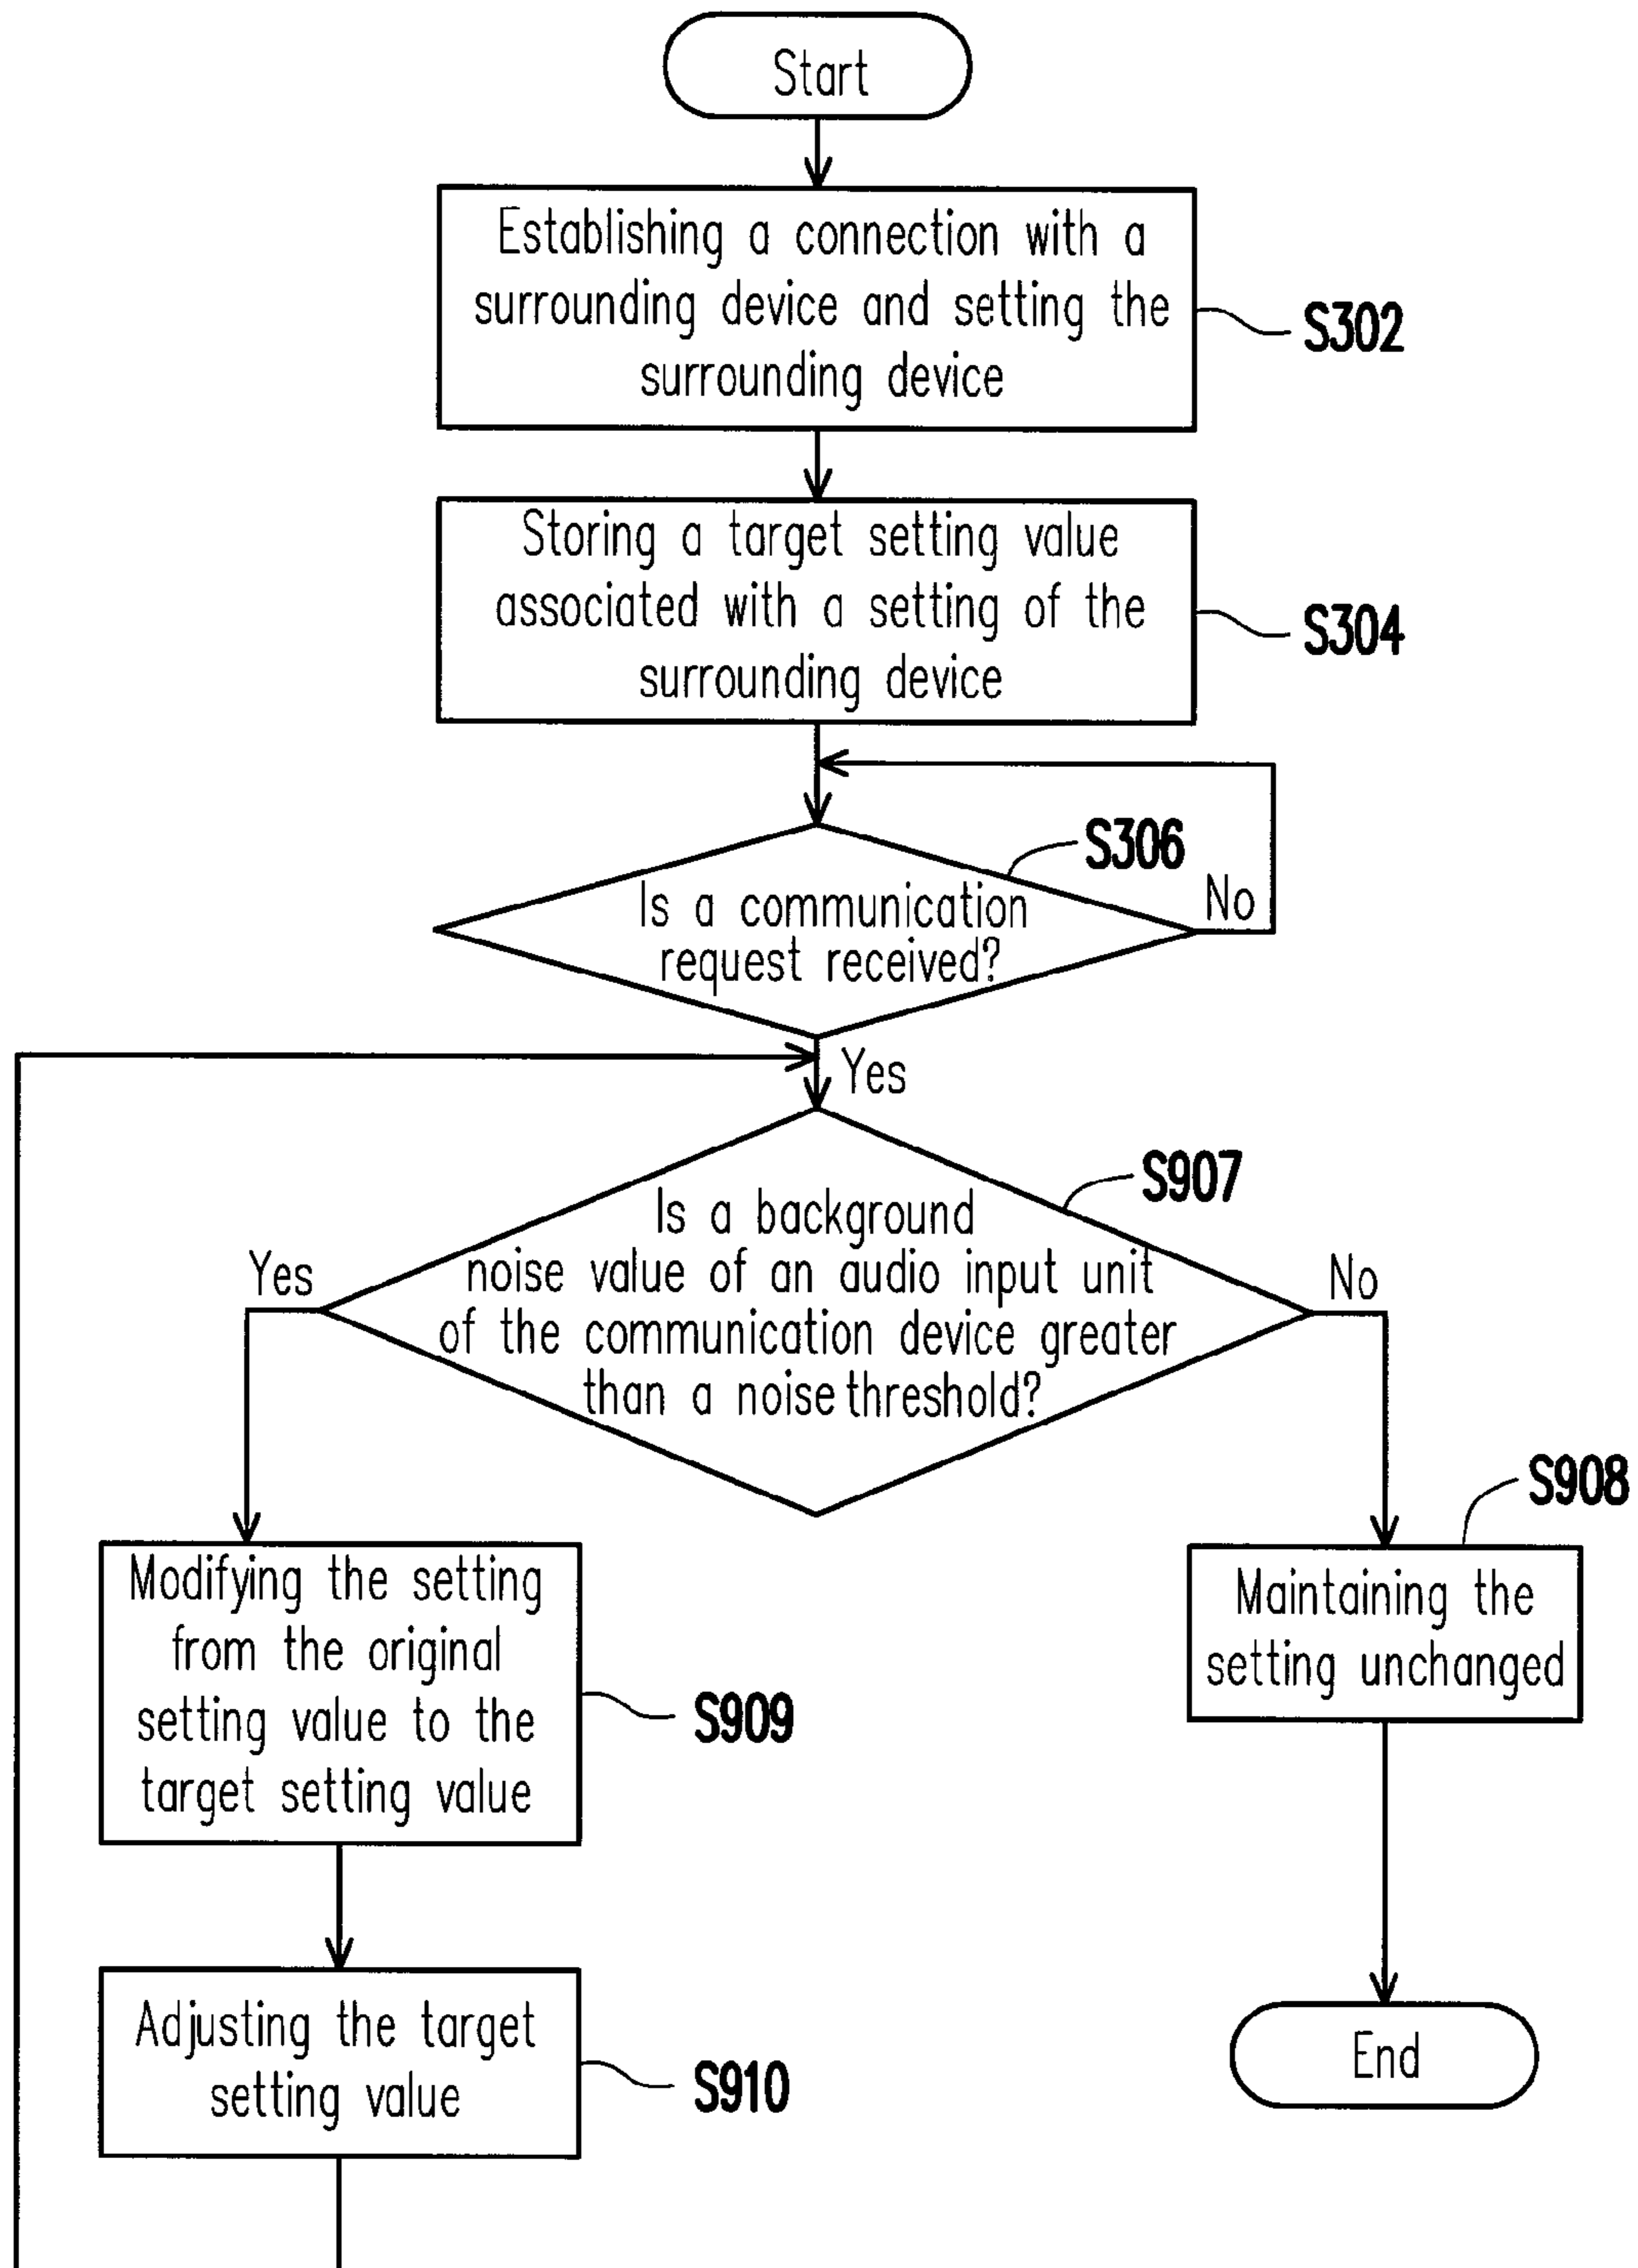 Start
Establishing a connection with a
surrounding device and setting the
surrounding device
S302
Storing a target setting value
associated with a setting of the
surrounding device
S304
S306
Is a communication
request received?
No
Yes
S907
Is a background
noise value of an audio input unit
of the communication device greater
than a noise threshold?
Yes
No
S908
Modifying the setting
from the original
setting value to the
target setting value
S909
Maintaining the
setting unchanged
Adjusting the target
setting value
S910
End